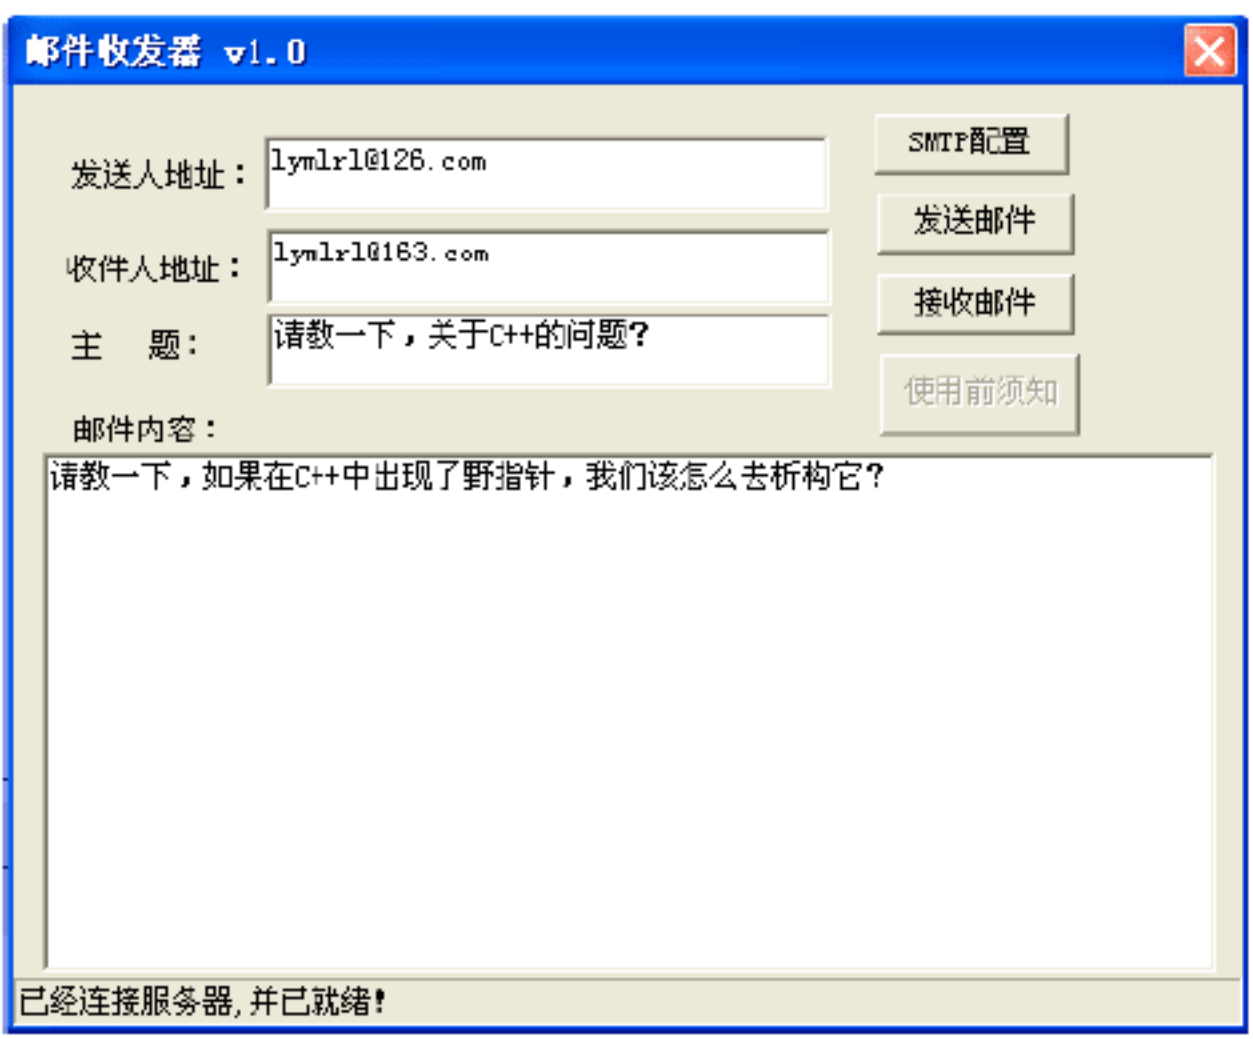 邮件收发器 v1.0
发送人地址：
lymlrl@126.com
SMTP配置
收件人地址：
lymlrl@163.com
发送邮件
主 题：
请教一下，关于C++的问题？
接收邮件
使用前须知
邮件内容：
请教一下，如果在C++中出现了野指针，我们该怎么去析构它？
已经连接服务器,并已就绪!